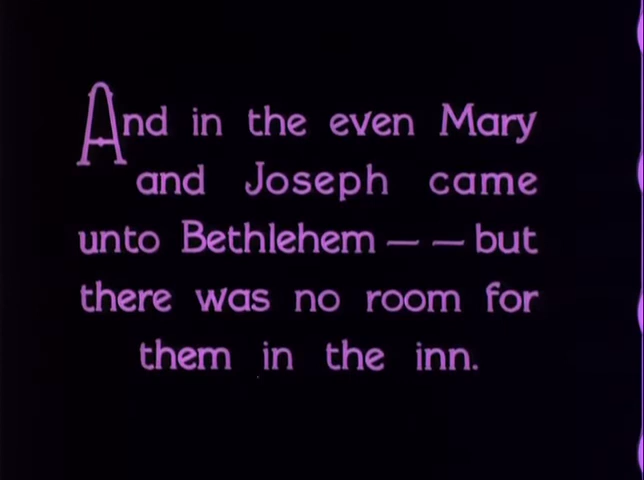 And in the even Mary
and Joseph came
unto Bethlehem — — but
there was no room for
them in the inn.